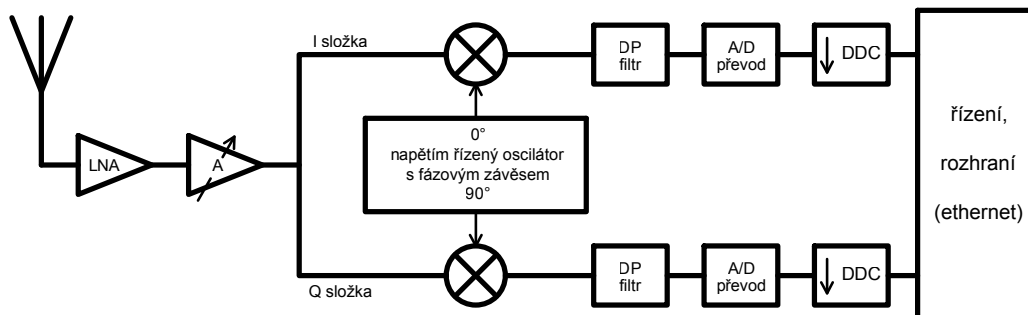 I složka
DP
filtr
A/D
převod
DDC
LNA
A
0°
napětím řízený oscilátor
s fázovým závěsem
90°
řízení,
rozhraní
(ethernet)
Q složka
DP
filtr
A/D
převod
DDC